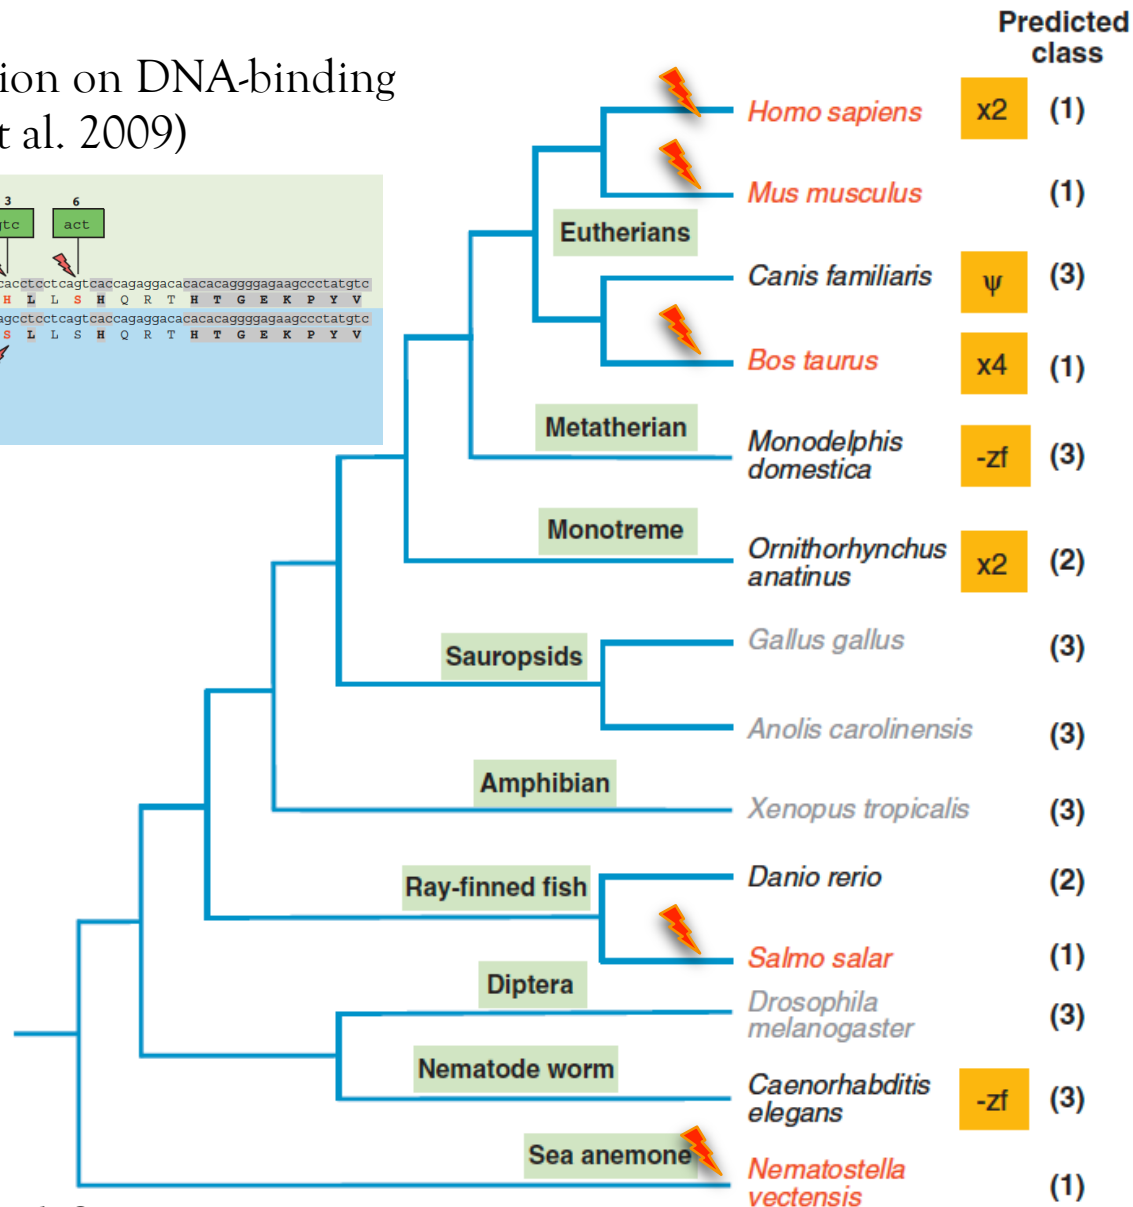 ion on DNA-binding
t al. 2009)
3
6
gtc
act
cacctcctcagtcaccagaggacacacacaggggagaagccctatgtc
H L L S H Q R T H T G E K P Y V
agcctcctcagtcaccagaggacacacacaggggagaagccctatgtc
S L L S H Q R T H T G E K P Y V
Predicted
class
Homo sapiens x2 (1)
Mus musculus (1)
Eutherians
Canis familiaris ψ (3)
Bos taurus x4 (1)
Metatherian
Monodelphis
domestica -zf (3)
Monotreme
Ornithorhynchus
anatinus x2 (2)
Gallus gallus (3)
Sauropsids
Anolis carolinensis (3)
Amphibian
Xenopus tropicalis (3)
Ray-finned fish
Danio rerio (2)
Salmo salar (1)
Diptera
Drosophila
melanogaster (3)
Nematode worm
Caenorhabditis
elegans -zf (3)
Sea anemone
Nematostella
vectensis (1)